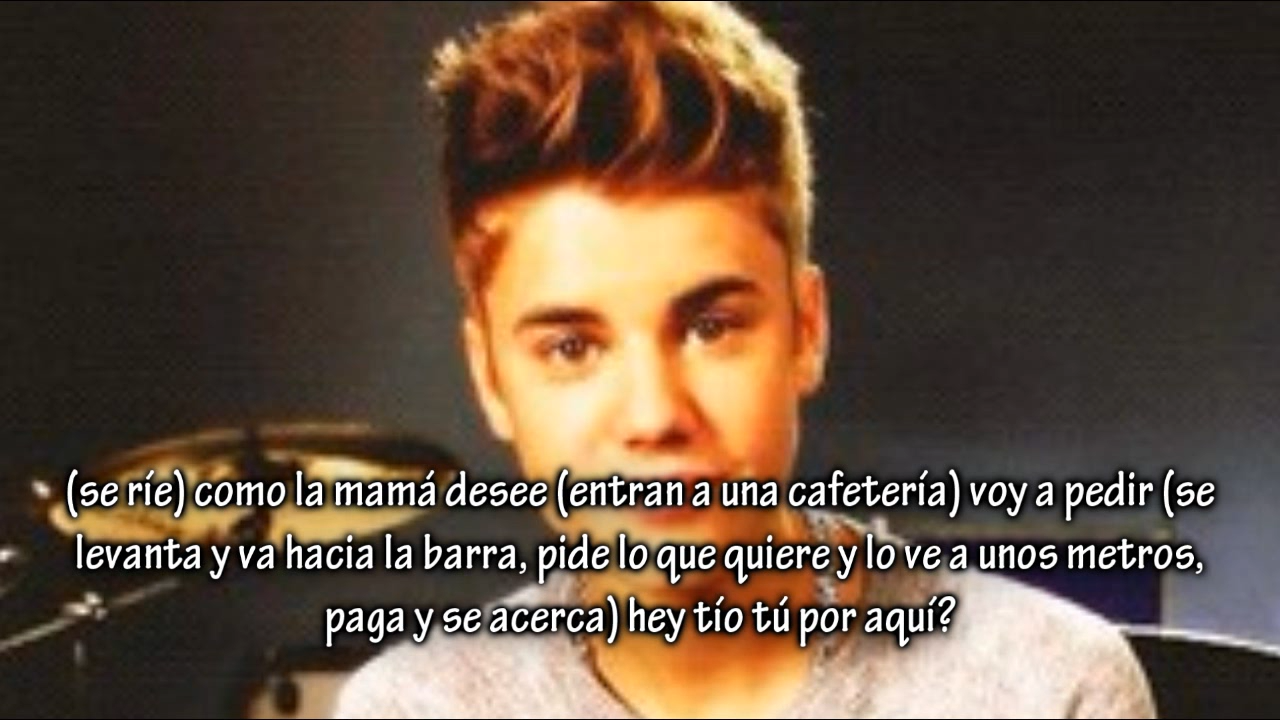 (se ríe) como la mamá desee (entran a una cafetería) voy a pedir (se
levanta y va hacia la barra, pide lo que quiere y lo ve a unos metros,
paga y se acerca) hey tío tú por aquí?